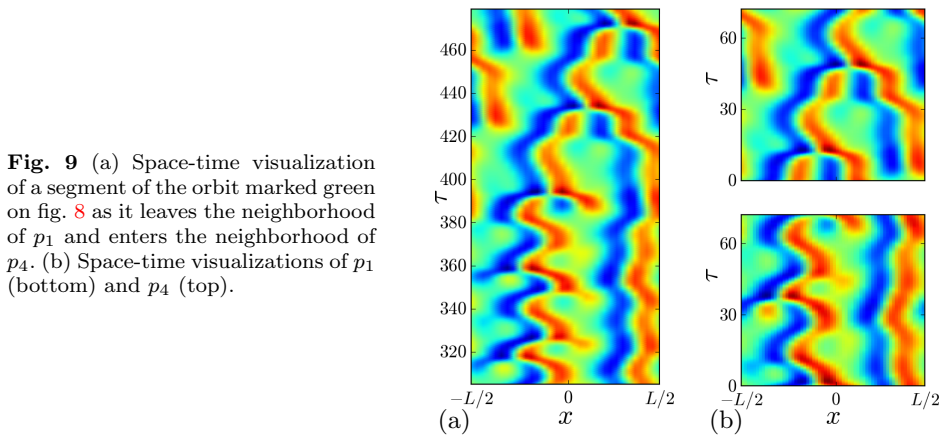 Fig. 9 (a) Space-time visualization
of a segment of the orbit marked green
on fig. 8 as it leaves the neighborhood
of p₁ and enters the neighborhood of
p₄. (b) Space-time visualizations of p₁
(bottom) and p₄ (top).
460
440
420
400
τ
380
360
340
320
−L/2 0 L/2
(a) x
60
τ
30
0
60
τ
30
0
−L/2 0 L/2
(b) x